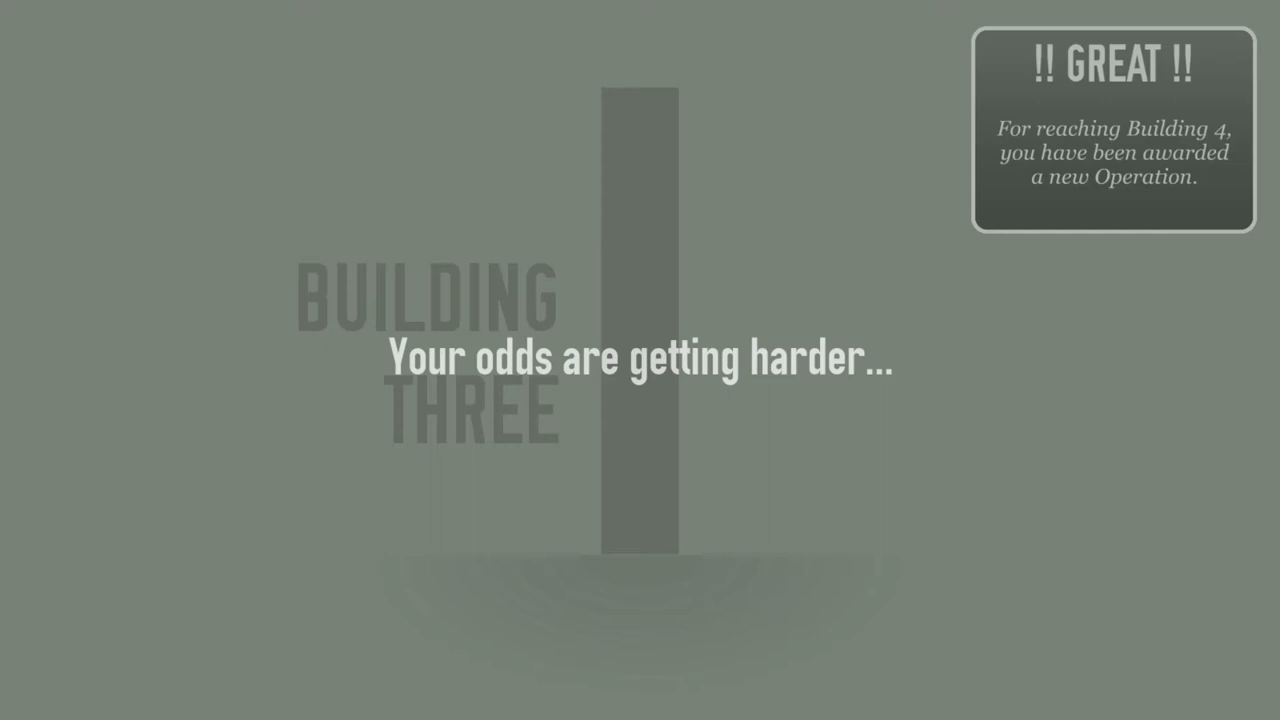 !! GREAT !!
For reaching Building 4,
you have been awarded
a new Operation.
BUILDING
Your odds are getting harder...
THREE